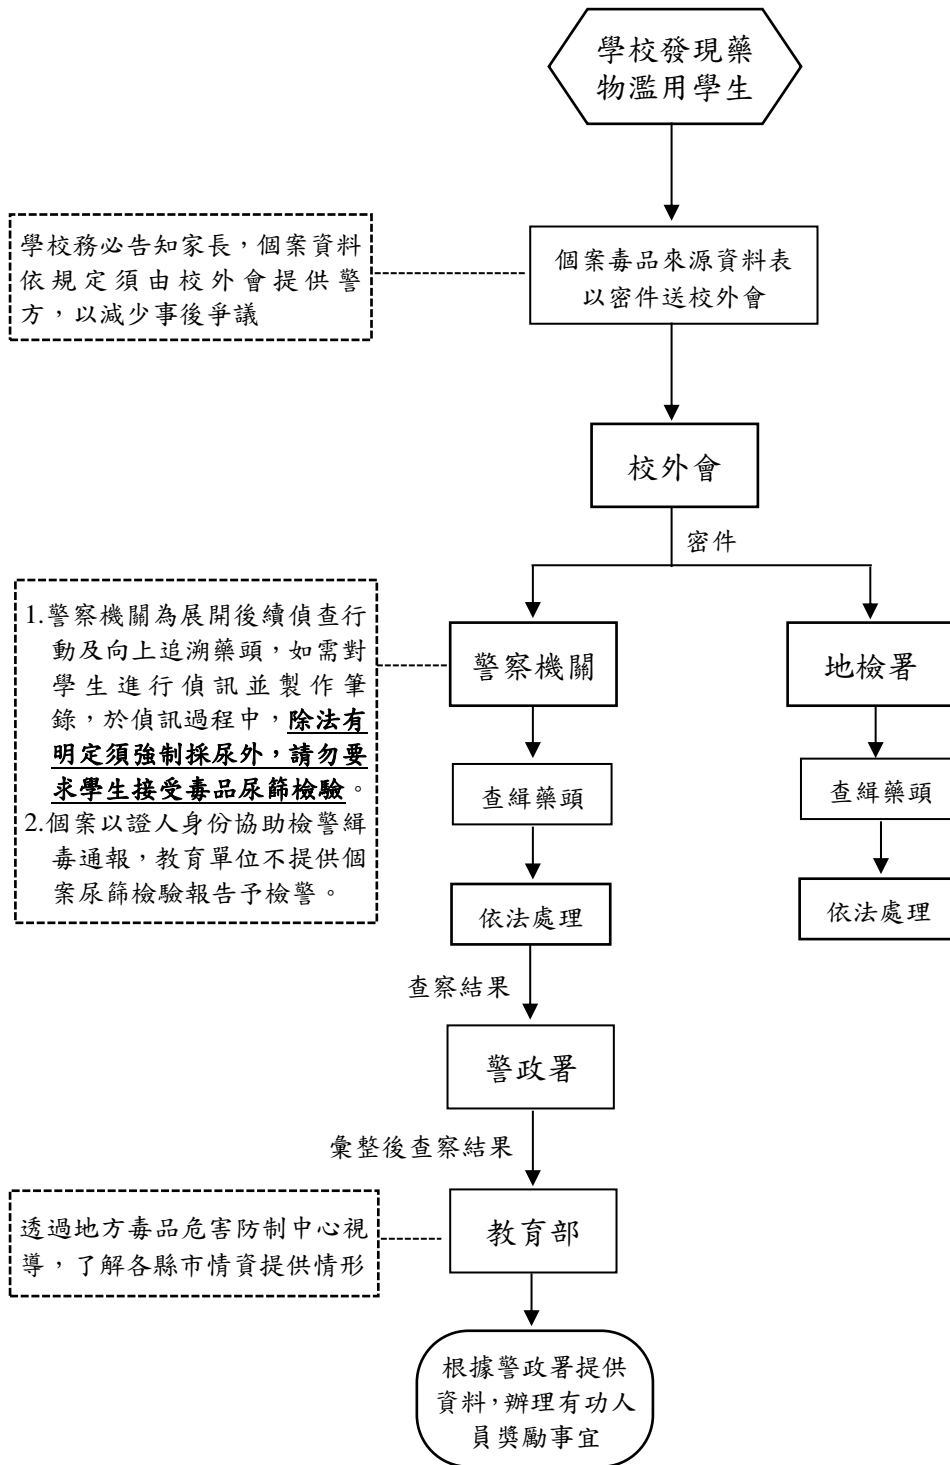 學校發現藥
物濫用學生
學校務必告知家長，個案資料
依規定須由校外會提供警
方，以減少事後爭議
個案毒品來源資料表
以密件送校外會
校外會
密件
1.警察機關為展開後續偵查行
動及向上追溯藥頭，如需對
學生進行偵訊並製作筆
錄，於偵訊過程中，除法有
明定須強制採尿外，請勿要
求學生接受毒品尿篩檢驗。
2.個案以證人身份協助檢警緝
毒通報，教育單位不提供個
案尿篩檢驗報告予檢警。
警察機關
地檢署
查緝藥頭
查緝藥頭
依法處理
依法處理
查察結果
警政署
彙整後查察結果
透過地方毒品危害防制中心視
導，了解各縣市情資提供情形
教育部
根據警政署提供
資料，辦理有功人
員獎勵事宜